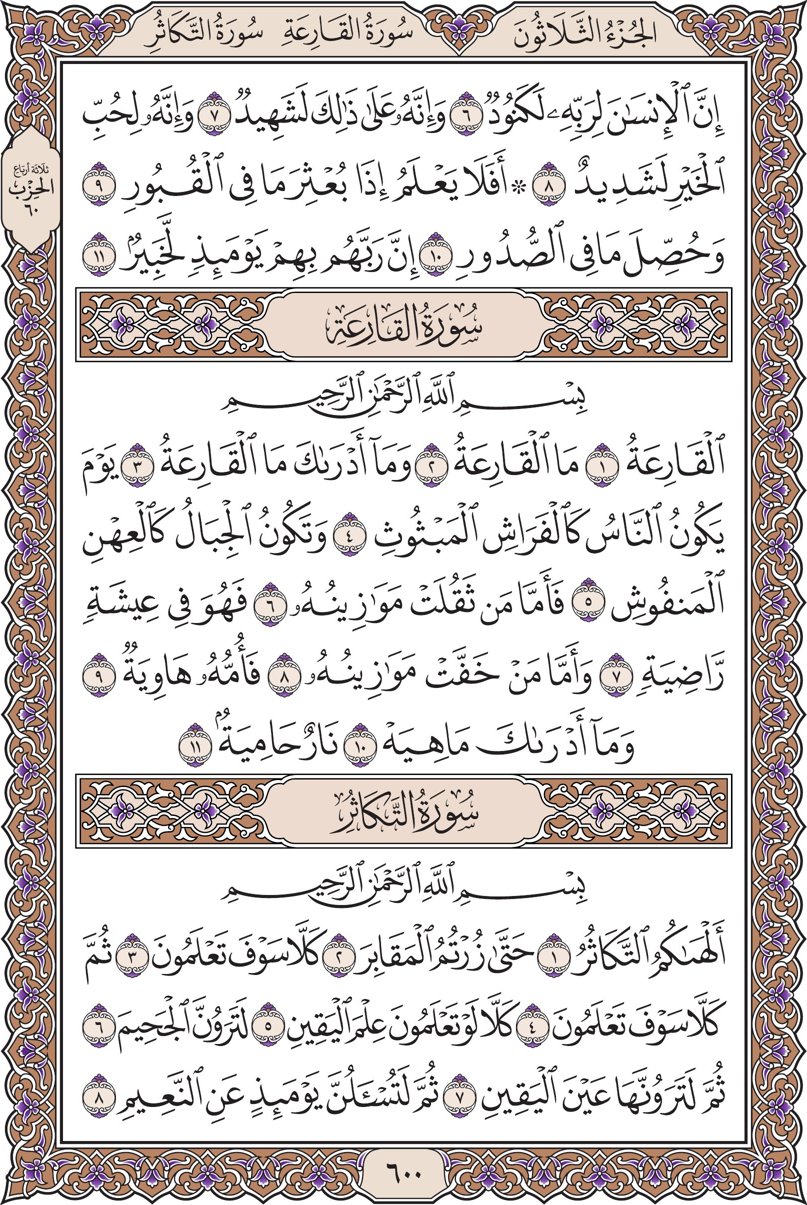 الجُزْءُ الثَّلَاثُونَ سُورَةُ القَارِعَةِ سُورَةُ التَّكَاثُرِ
إِنَّ ٱلْإِنسَٰنَ لِرَبِّهِۦ لَكَنُودٌ ٦ وَإِنَّهُۥ عَلَىٰ ذَٰلِكَ لَشَهِيدٌ ٧ وَإِنَّهُۥ لِحُبِّ
ٱلْخَيْرِ لَشَدِيدٌ ٨ ۞ أَفَلَا يَعْلَمُ إِذَا بُعْثِرَ مَا فِى ٱلْقُبُورِ ٩
ثلاثة أرباع
الحِزْب
٦٠
وَحُصِّلَ مَا فِى ٱلصُّدُورِ ١٠ إِنَّ رَبَّهُم بِهِمْ يَوْمَئِذٍ لَّخَبِيرٌۢ ١١
سُورَةُ القَارِعَةِ
بِسْمِ ٱللَّهِ ٱلرَّحْمَٰنِ ٱلرَّحِيمِ
ٱلْقَارِعَةُ ١ مَا ٱلْقَارِعَةُ ٢ وَمَآ أَدْرَىٰكَ مَا ٱلْقَارِعَةُ ٣ يَوْمَ
يَكُونُ ٱلنَّاسُ كَٱلْفَرَاشِ ٱلْمَبْثُوثِ ٤ وَتَكُونُ ٱلْجِبَالُ كَٱلْعِهْنِ
ٱلْمَنفُوشِ ٥ فَأَمَّا مَن ثَقُلَتْ مَوَٰزِينُهُۥ ٦ فَهُوَ فِى عِيشَةٍ
رَّاضِيَةٍ ٧ وَأَمَّا مَنْ خَفَّتْ مَوَٰزِينُهُۥ ٨ فَأُمُّهُۥ هَاوِيَةٌ ٩
وَمَآ أَدْرَىٰكَ مَا هِيَهْ ١٠ نَارٌ حَامِيَةٌۢ ١١
سُورَةُ التَّكَاثُرِ
بِسْمِ ٱللَّهِ ٱلرَّحْمَٰنِ ٱلرَّحِيمِ
أَلْهَىٰكُمُ ٱلتَّكَاثُرُ ١ حَتَّىٰ زُرْتُمُ ٱلْمَقَابِرَ ٢ كَلَّا سَوْفَ تَعْلَمُونَ ٣ ثُمَّ
كَلَّا سَوْفَ تَعْلَمُونَ ٤ كَلَّا لَوْ تَعْلَمُونَ عِلْمَ ٱلْيَقِينِ ٥ لَتَرَوُنَّ ٱلْجَحِيمَ ٦
ثُمَّ لَتَرَوُنَّهَا عَيْنَ ٱلْيَقِينِ ٧ ثُمَّ لَتُسْـَٔلُنَّ يَوْمَئِذٍ عَنِ ٱلنَّعِيمِ ٨
٦٠٠